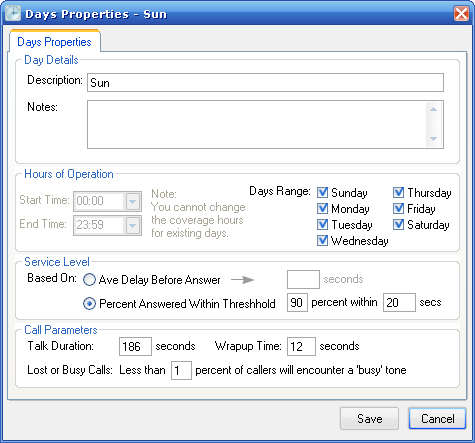 Days Properties - Sun
Days Properties
Day Details
Description: Sun
Notes:
Hours of Operation
Start Time: 00:00
End Time: 23:59
Note:
You cannot change
the coverage hours
for existing days.
Days Range: Sunday Thursday
Monday Friday
Tuesday Saturday
Wednesday
Service Level
Based On: Ave Delay Before Answer seconds
Percent Answered Within Threshhold 90 percent within 20 secs
Call Parameters
Talk Duration: 186 seconds Wrapup Time: 12 seconds
Lost or Busy Calls: Less than 1 percent of callers will encounter a 'busy' tone
Save Cancel